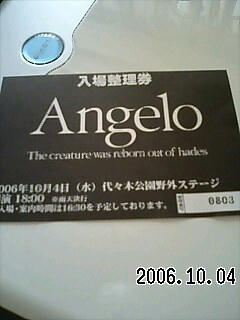 入場整理券
Angelo
The creature was reborn out of hades
2006年10月4日（水）代々木公園野外ステージ
開演 18:00 ※雨天決行
入場・案内時間は16:30を予定しております。
0803
2006.10.04